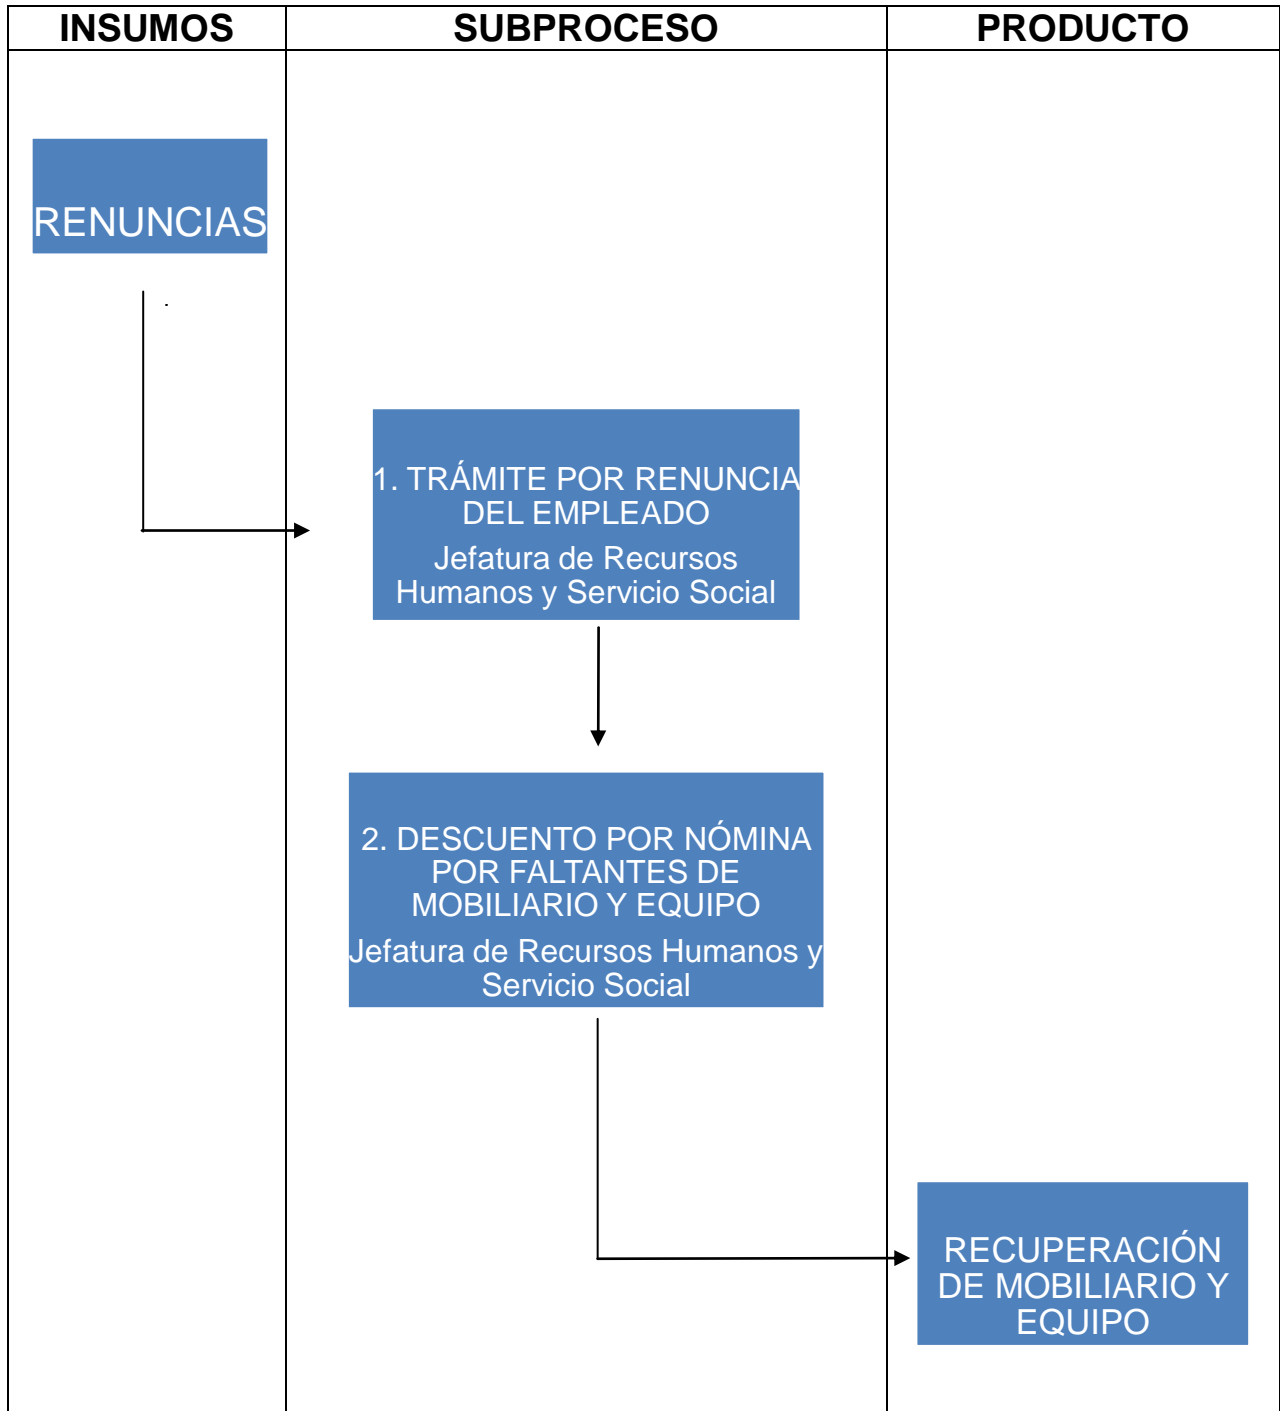 INSUMOS SUBPROCESO PRODUCTO
RENUNCIAS
.
1. TRÁMITE POR RENUNCIA
DEL EMPLEADO
Jefatura de Recursos
Humanos y Servicio Social
2. DESCUENTO POR NÓMINA
POR FALTANTES DE
MOBILIARIO Y EQUIPO
Jefatura de Recursos Humanos y
Servicio Social
RECUPERACIÓN
DE MOBILIARIO Y
EQUIPO